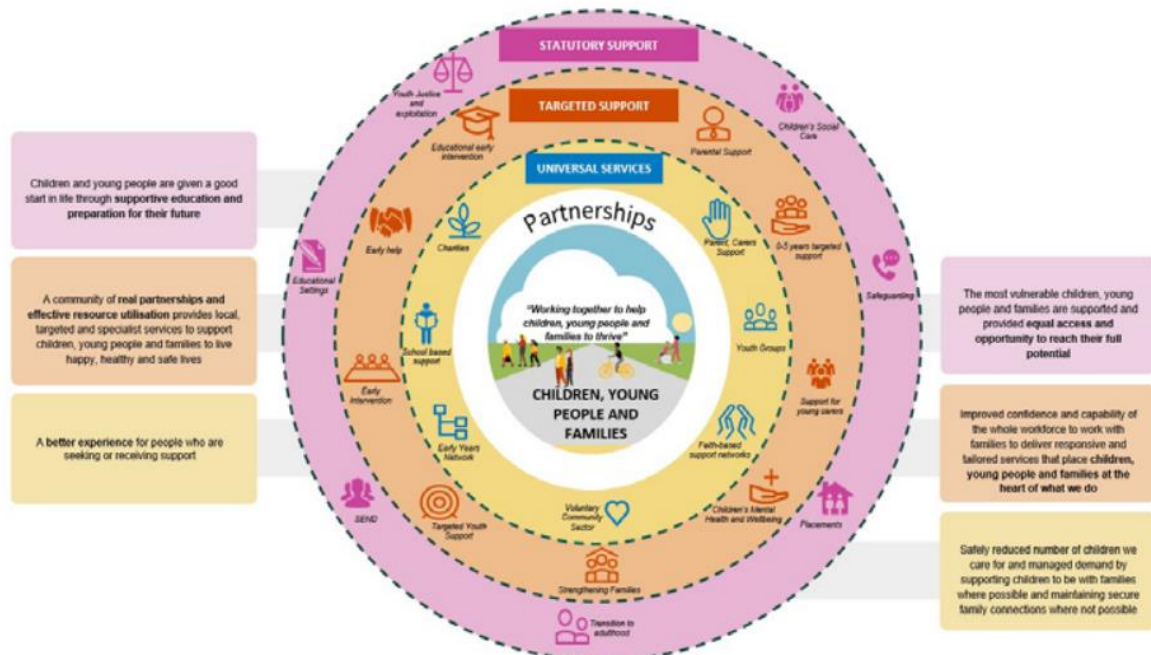 STATUTORY SUPPORT
Youth Justice
and
exploitation
Children's Social
Care
TARGETED SUPPORT
Educational early
intervention
Parental Support
UNIVERSAL SERVICES
Children and young people are given a good
start in life through supportive education and
preparation for their future
Partnerships
Charities
Parent, Carers
Support
Early help
0-5 years targeted
support
Educational
Settings
Safeguarding
A community of real partnerships and
effective resource utilisation provides local,
targeted and specialist services to support
children, young people and families to live
happy, healthy and safe lives
"Working together to help
children, young people and
families to thrive"
The most vulnerable children, young
people and families are supported and
provided equal access and
opportunity to reach their full
potential
School based
support
Youth Groups
CHILDREN, YOUNG
PEOPLE AND
FAMILIES
Early
Intervention
Support for
young carers
Improved confidence and capability of
the whole workforce to work with
families to deliver responsive and
tailored services that place children,
young people and families at the
heart of what we do
A better experience for people who are
seeking or receiving support
Early Years
Network
Faith-based
support networks
SEND
Targeted Youth
Support
Voluntary
Community
Sector
Children's Mental
Health and Wellbeing
Placements
Safely reduced number of children we
care for and managed demand by
supporting children to be with families
where possible and maintaining secure
family connections where not possible
Strengthening Families
Transition to
adulthood